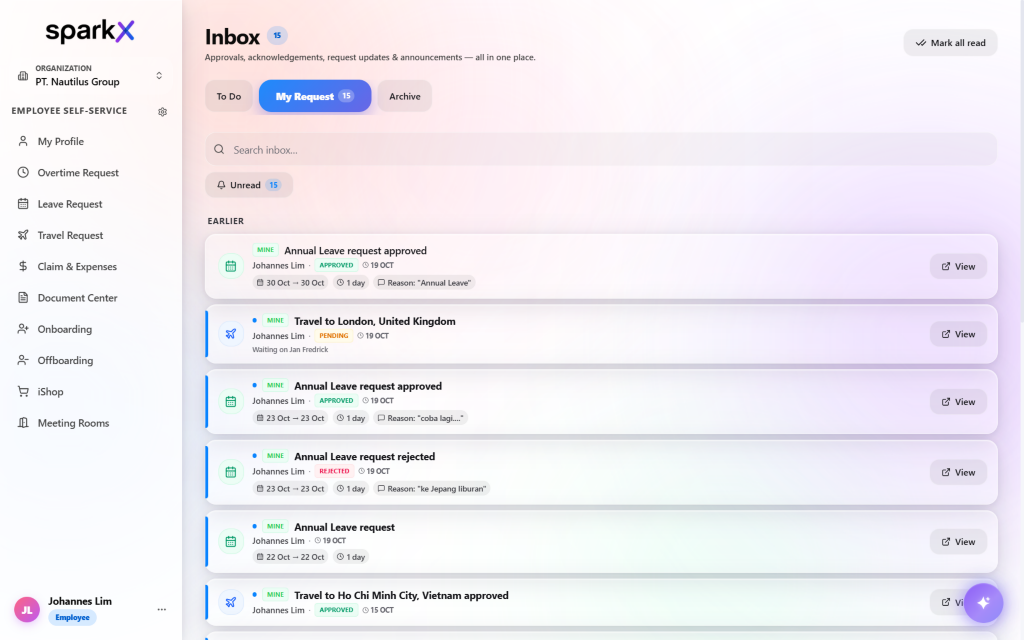 sparkX
ORGANIZATION
PT. Nautilus Group
EMPLOYEE SELF-SERVICE
My Profile
Overtime Request
Leave Request
Travel Request
Claim & Expenses
Document Center
Onboarding
Offboarding
iShop
Meeting Rooms
JL
Johannes Lim
Employee
Inbox 15
Approvals, acknowledgements, request updates & announcements — all in one place.
Mark all read
To Do
My Request 15
Archive
Search inbox...
Unread 15
EARLIER
MINE Annual Leave request approved
Johannes Lim · APPROVED 19 OCT
30 Oct → 30 Oct 1 day Reason: "Annual Leave"
View
MINE Travel to London, United Kingdom
Johannes Lim · PENDING 19 OCT
Waiting on Jan Fredrick
View
MINE Annual Leave request approved
Johannes Lim · APPROVED 19 OCT
23 Oct → 23 Oct 1 day Reason: "coba lagi...."
View
MINE Annual Leave request rejected
Johannes Lim · REJECTED 19 OCT
23 Oct → 23 Oct 1 day Reason: "ke Jepang liburan"
View
MINE Annual Leave request
Johannes Lim · 19 OCT
22 Oct → 22 Oct 1 day
View
MINE Travel to Ho Chi Minh City, Vietnam approved
Johannes Lim · APPROVED 15 OCT